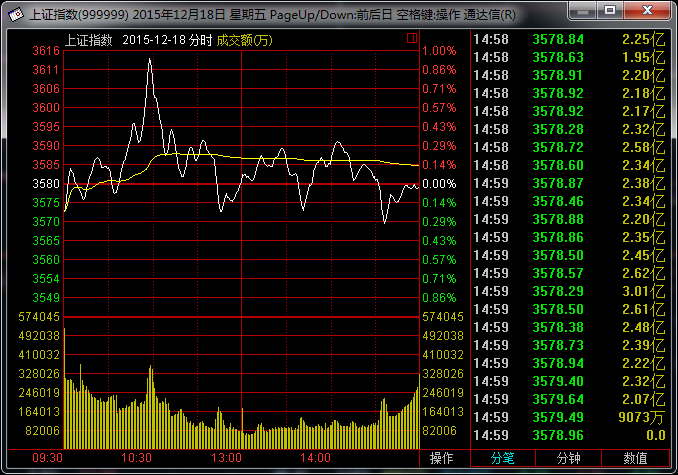 上证指数(999999) 2015年12月18日 星期五 PageUp/Down:前后日 空格键:操作 通达信(R)
上证指数 2015-12-18 分时 成交额(万)
3616 1.00%
3611 0.86%
3606 0.71%
3600 0.57%
3595 0.43%
3590 0.29%
3585 0.14%
3580 0.00%
3575 0.14%
3570 0.29%
3565 0.43%
3560 0.57%
3554 0.71%
3549 0.86%
574045 574045
492038 492038
410032 410032
328026 328026
246019 246019
164013 164013
82006 82006
09:30 10:30 13:00 14:00 操作
14:58 3578.84 2.25亿
14:58 3578.63 1.95亿
14:58 3578.91 2.20亿
14:58 3578.92 2.18亿
14:58 3578.92 2.17亿
14:58 3578.28 2.32亿
14:58 3578.72 2.58亿
14:58 3578.60 2.34亿
14:59 3578.87 2.38亿
14:59 3578.46 2.34亿
14:59 3578.88 2.20亿
14:59 3578.86 2.35亿
14:59 3578.50 2.45亿
14:59 3578.57 2.62亿
14:59 3578.29 3.01亿
14:59 3578.50 2.61亿
14:59 3578.38 2.48亿
14:59 3578.73 2.39亿
14:59 3578.94 2.22亿
14:59 3579.40 2.32亿
14:59 3579.64 2.07亿
14:59 3579.49 9073万
14:59 3578.96 0.0
分笔 分钟 数值